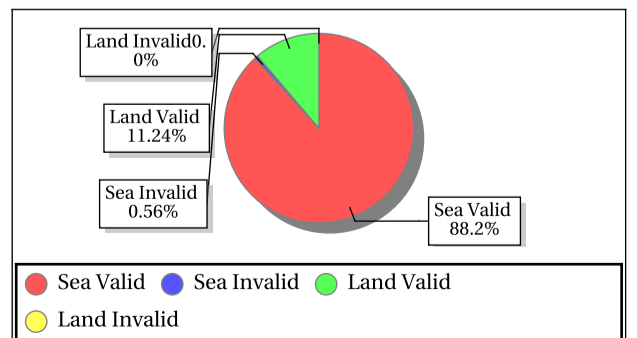 Land Invalid0.
0%
Land Valid
11.24%
Sea Invalid
0.56%
Sea Valid
88.2%
Sea Valid Sea Invalid Land Valid
Land Invalid